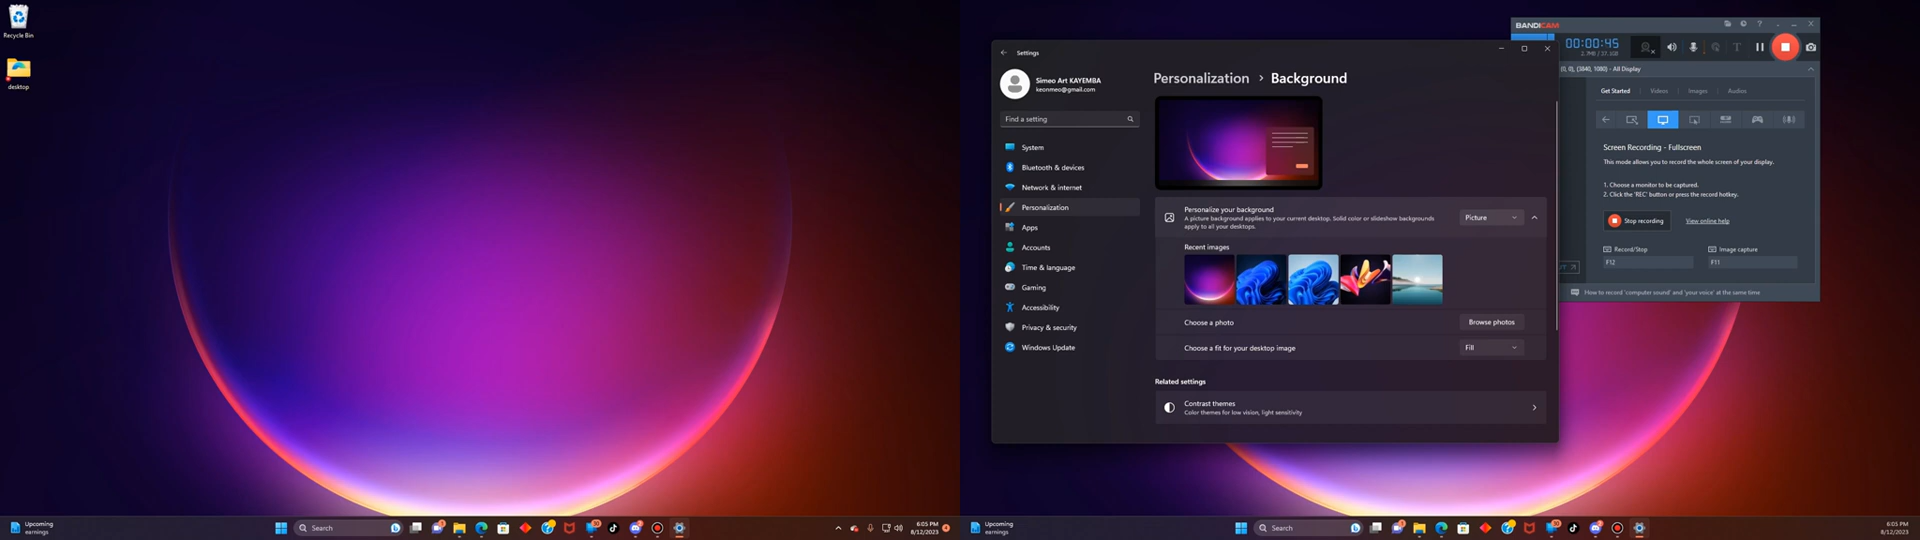 Recycle Bin
desktop
Upcoming
earnings
Search
6:05 PM
8/12/2023
Settings
Simeo Art KAYEMBA
keonmeo@gmail.com
Find a setting
System
Bluetooth & devices
Network & internet
Personalization
Apps
Accounts
Time & language
Gaming
Accessibility
Privacy & security
Windows Update
Personalization > Background
Personalize your background
A picture background applies to your current desktop. Solid color or slideshow backgrounds
apply to all your desktops.
Picture
Recent images
Choose a photo
Browse photos
Choose a fit for your desktop image
Fill
Related settings
Contrast themes
Color themes for low vision, light sensitivity
BANDICAM
00:00:45
2.7MB / 37.1GB
(0, 0), (3840, 1080) - All Display
Get Started
Videos
Images
Audios
Screen Recording - Fullscreen
This mode allows you to record the whole screen of your display.
1. Choose a monitor to be captured.
2. Click the 'REC' button or press the record hotkey.
Stop recording
View online help
Record/Stop
Image capture
F12
F11
How to record 'computer sound' and 'your voice' at the same time
Upcoming
earnings
Search
6:05 PM
8/12/2023